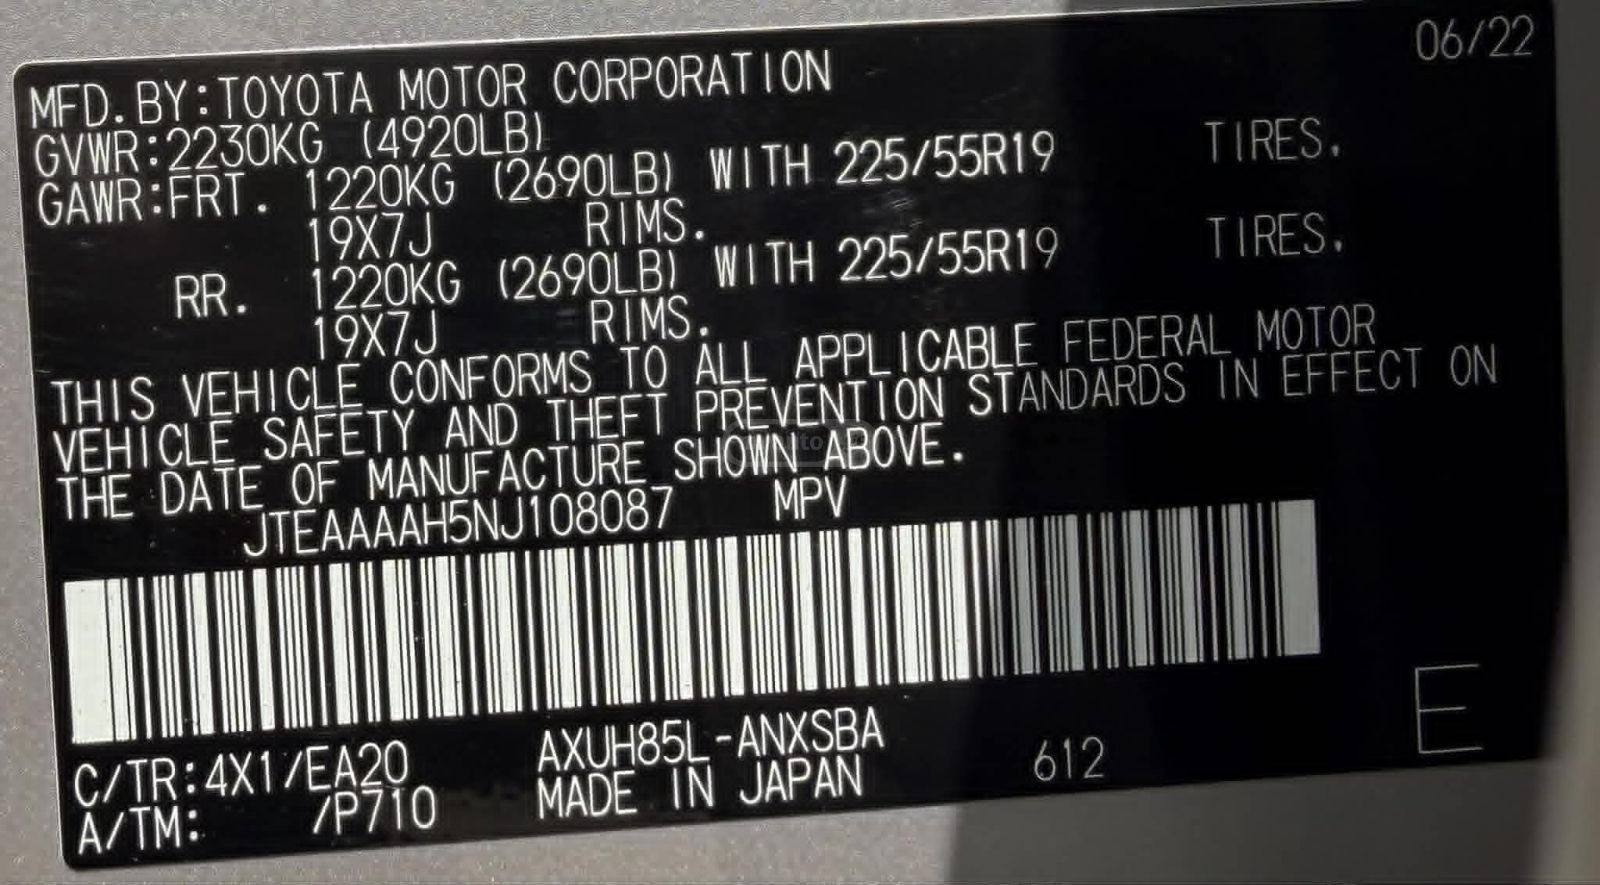 06/22
MFD. BY:TOYOTA MOTOR CORPORATION
GVWR:2230KG (4920LB)
GAWR:FRT. 1220KG (2690LB) WITH 225/55R19 TIRES.
19X7J RIMS.
RR. 1220KG (2690LB) WITH 225/55R19 TIRES.
19X7J RIMS.
THIS VEHICLE CONFORMS TO ALL APPLICABLE FEDERAL MOTOR
VEHICLE SAFETY AND THEFT PREVENTION STANDARDS IN EFFECT ON
THE DATE OF MANUFACTURE SHOWN ABOVE.
JTEAAAAH5NJ108087 MPV
C/TR:4X1/EA20 AXUH85L-ANXSBA
A/TM: /P710 MADE IN JAPAN 612 E